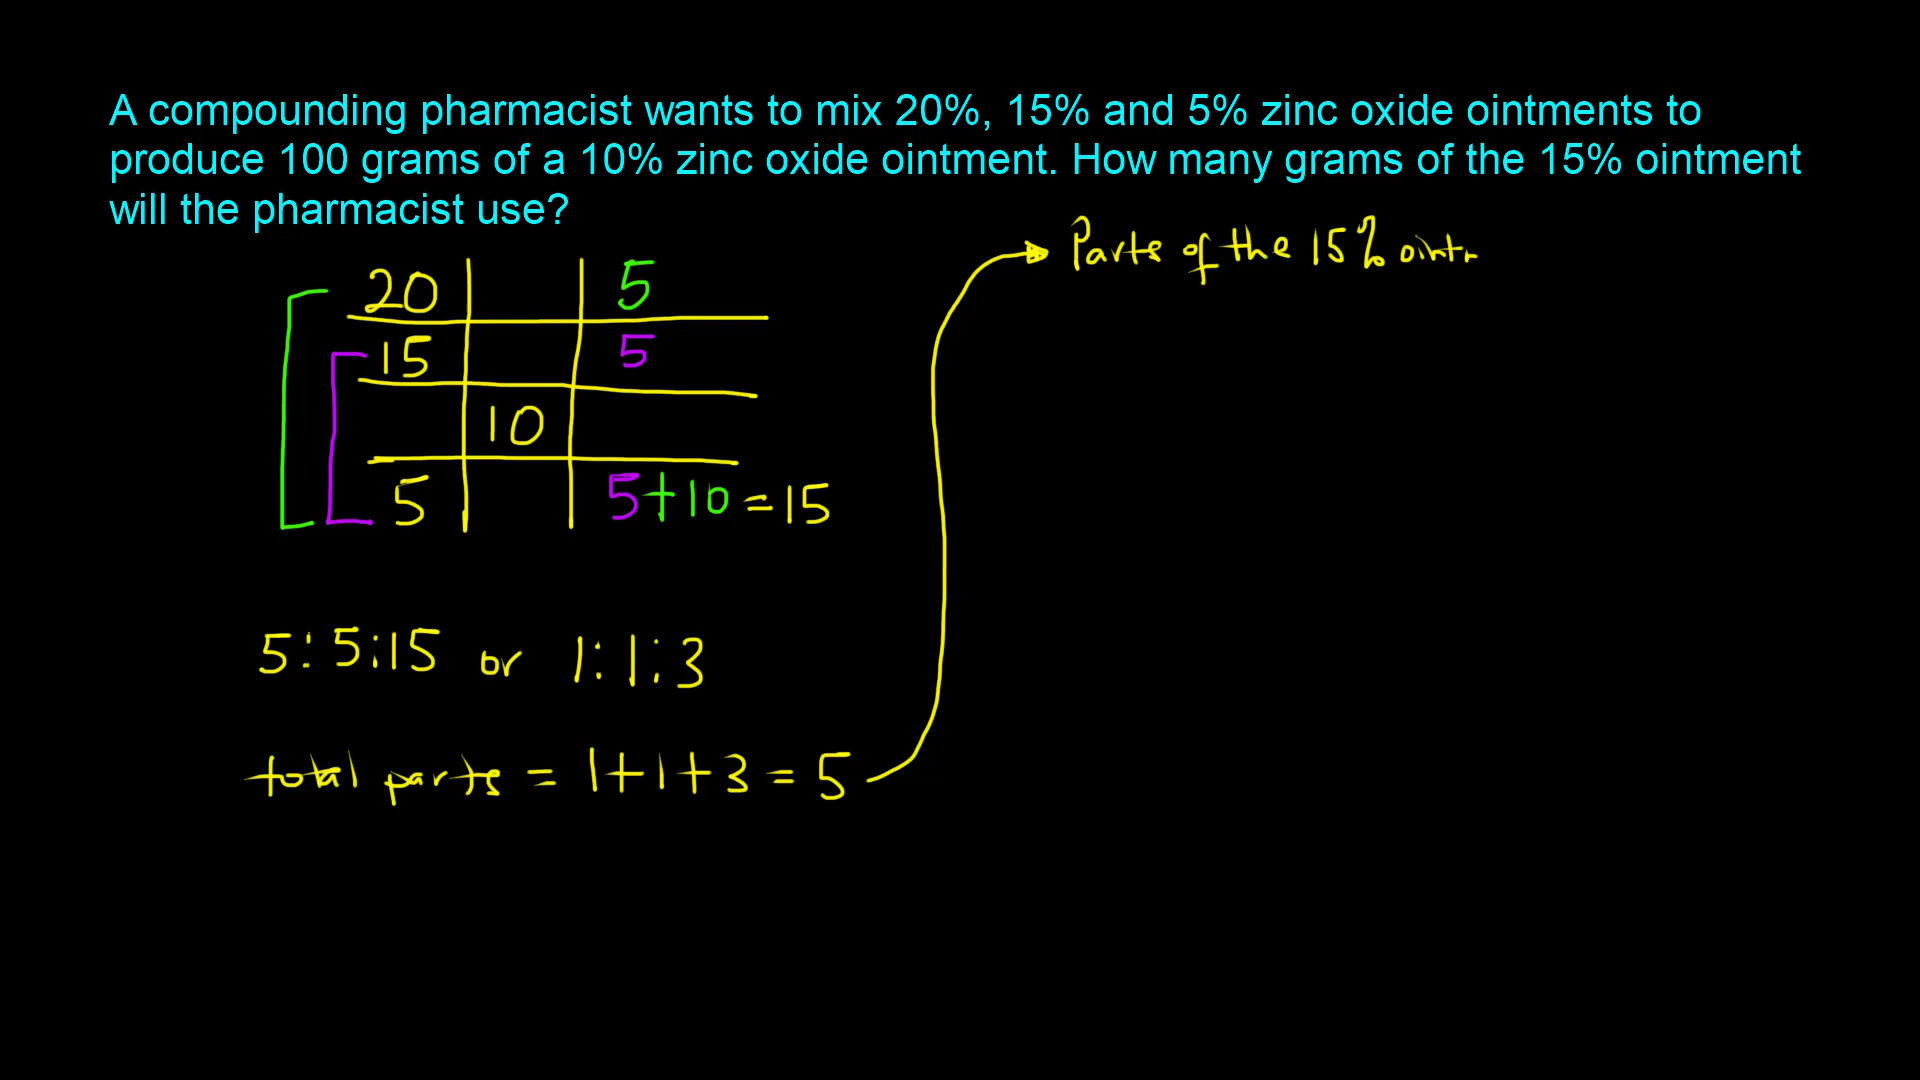 A compounding pharmacist wants to mix 20%, 15% and 5% zinc oxide ointments to
produce 100 grams of a 10% zinc oxide ointment. How many grams of the 15% ointment
will the pharmacist use?
Parts of the 15% ointm
20 5
15 5
10
5 5+10=15
5:5:15 or 1:1:3
total parts = 1+1+3 = 5